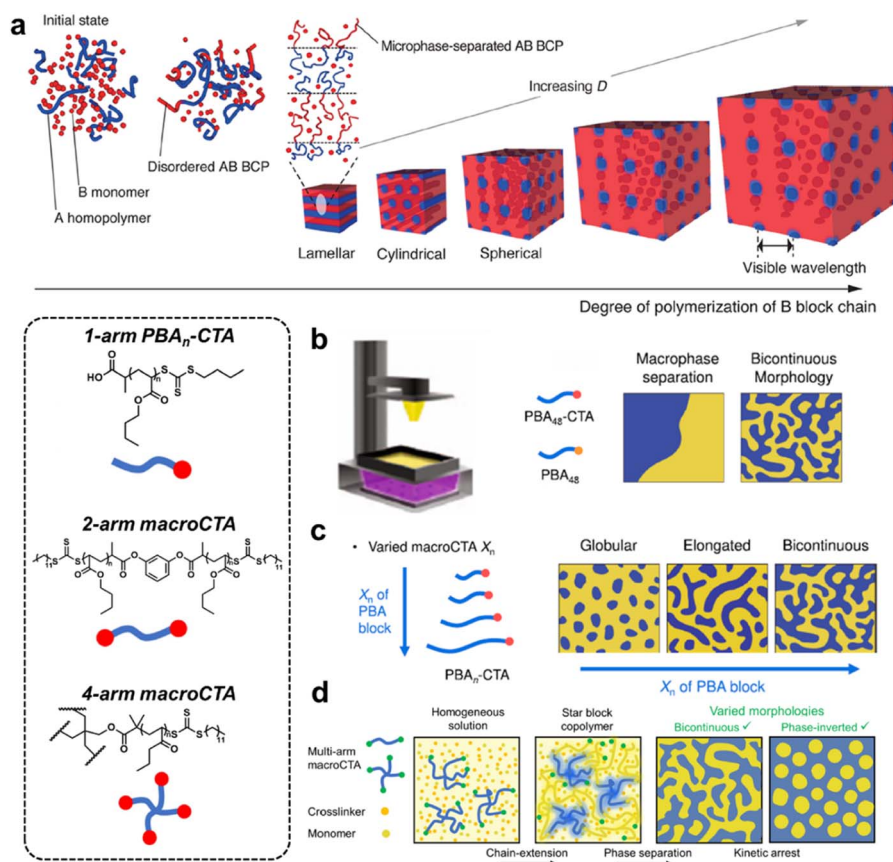 a
Initial state
Disordered AB BCP
B monomer
A homopolymer
Microphase-separated AB BCP
Increasing D
Lamellar
Cylindrical
Spherical
Visible wavelength
Degree of polymerization of B block chain
1-arm PBAn-CTA
HO
O
S
S
S
n
O
O
2-arm macroCTA
4-arm macroCTA
b
PBA48-CTA
PBA48
Macrophase
separation
Bicontinuous
Morphology
c
• Varied macroCTA Xn
Xn of
PBA
block
PBAn-CTA
Globular
Elongated
Bicontinuous
Xn of PBA block
d
Multi-arm
macroCTA
Crosslinker
Monomer
Homogeneous
solution
Star block
copolymer
Varied morphologies
Bicontinuous ✓
Phase-inverted ✓
Chain-extension
Phase separation
Kinetic arrest